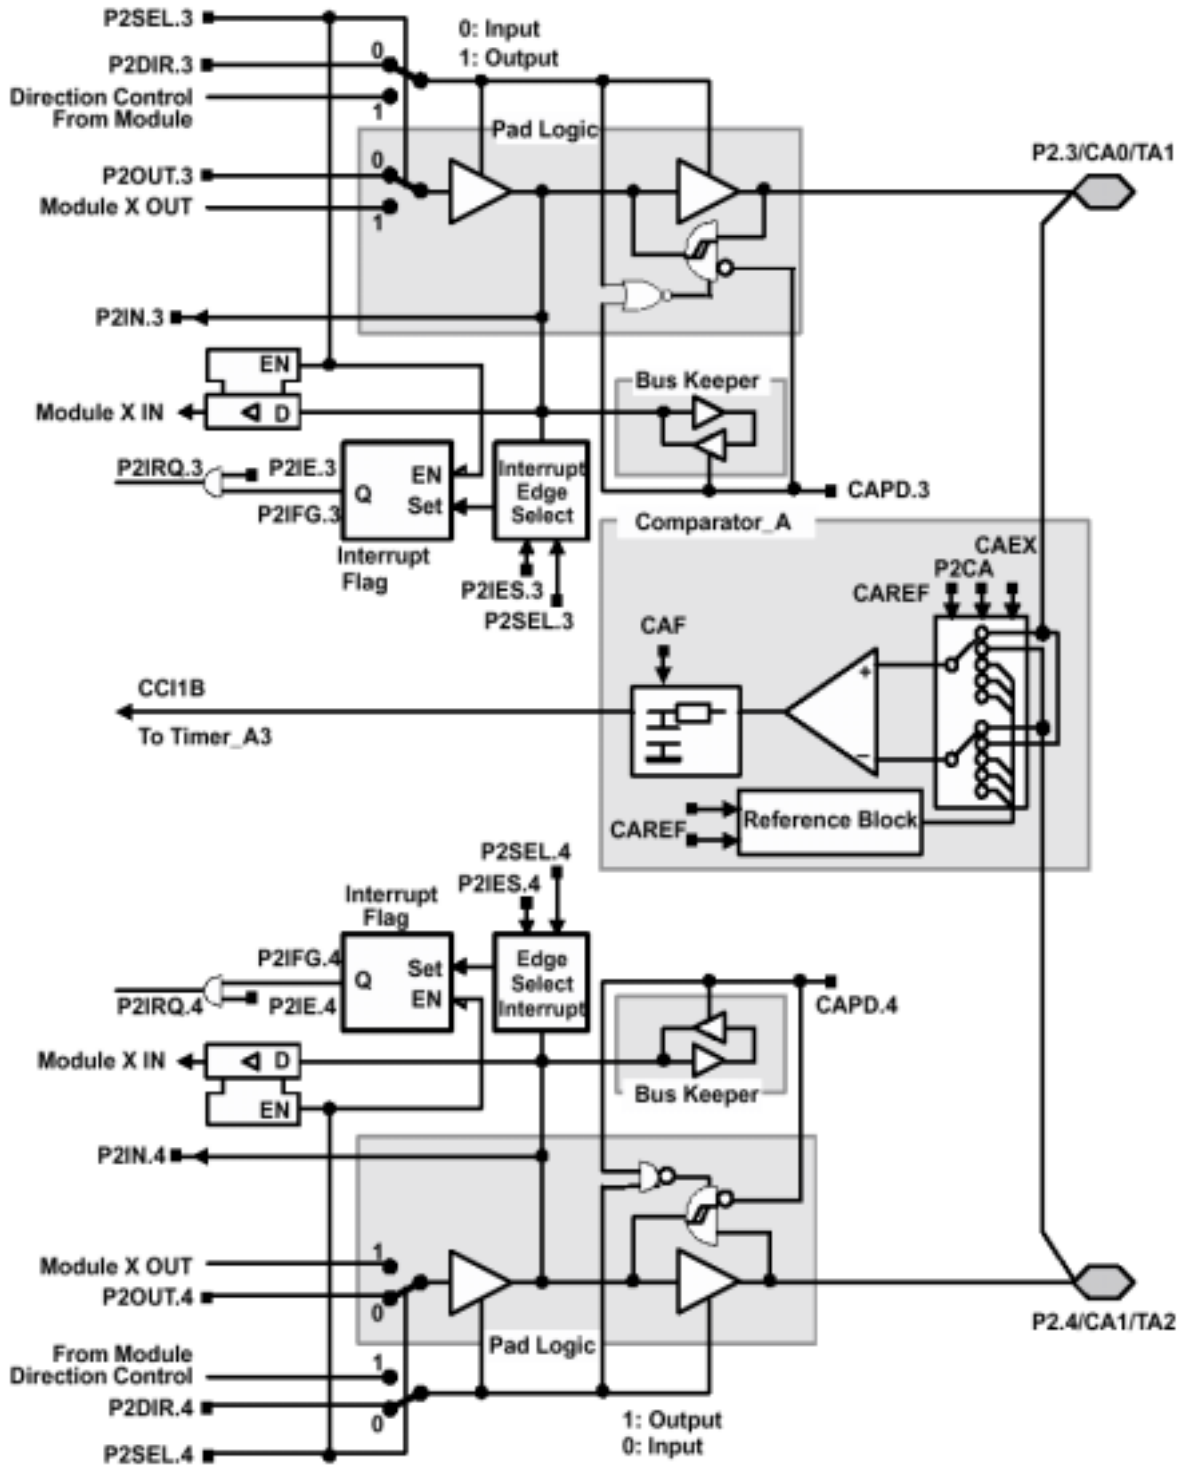 P2SEL.3
0: Input
1: Output
P2DIR.3
0
Direction Control
From Module
1
Pad Logic
P2.3/CA0/TA1
P2OUT.3
0
Module X OUT
1
P2IN.3
EN
Bus Keeper
Module X IN
D
P2IRQ.3
P2IE.3
P2IFG.3
Q
EN
Set
Interrupt
Edge
Select
CAPD.3
Interrupt
Flag
P2IES.3
P2SEL.3
Comparator_A
CAEX
P2CA
CAREF
CAF
+
CCI1B
To Timer_A3
−
CAREF
Reference Block
P2SEL.4
P2IES.4
Interrupt
Flag
P2IFG.4
Q
Set
EN
Edge
Select
Interrupt
P2IRQ.4
P2IE.4
CAPD.4
Module X IN
D
EN
Bus Keeper
P2IN.4
Module X OUT
1
P2OUT.4
0
P2.4/CA1/TA2
Pad Logic
From Module
Direction Control
1
P2DIR.4
0
1: Output
0: Input
P2SEL.4